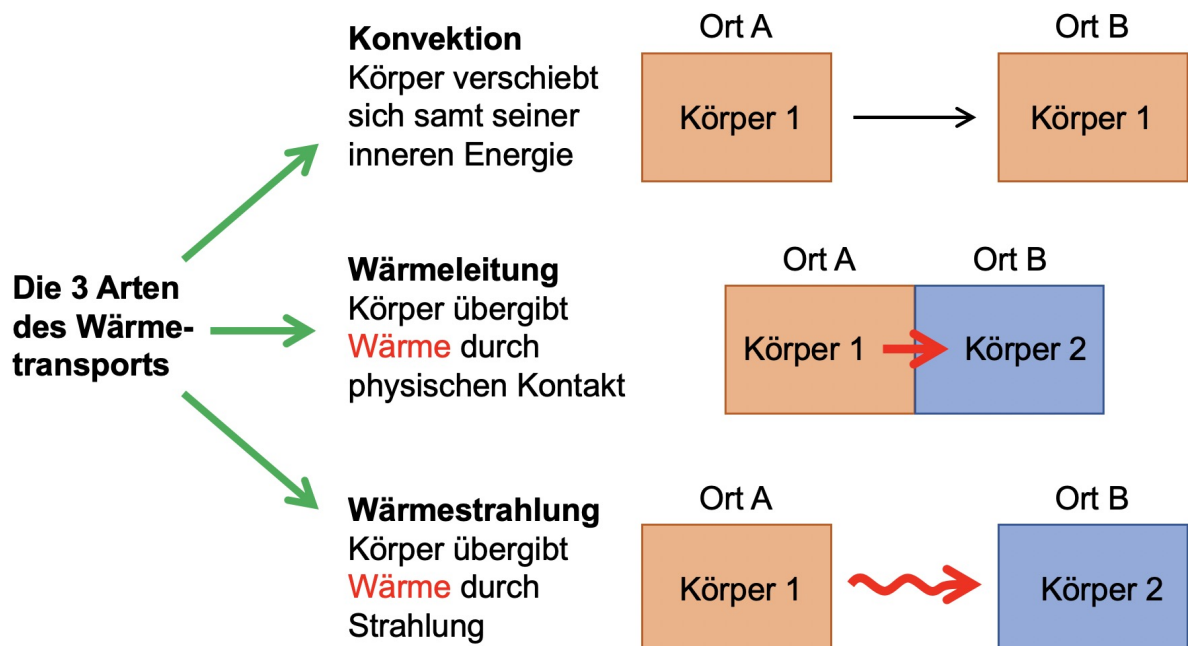 Die 3 Arten
des Wärme-
transports
Konvektion
Körper verschiebt
sich samt seiner
inneren Energie
Ort A
Ort B
Körper 1
Körper 1
Wärmeleitung
Körper übergibt
Wärme durch
physischen Kontakt
Ort A
Ort B
Körper 1
Körper 2
Wärmestrahlung
Körper übergibt
Wärme durch
Strahlung
Ort A
Ort B
Körper 1
Körper 2